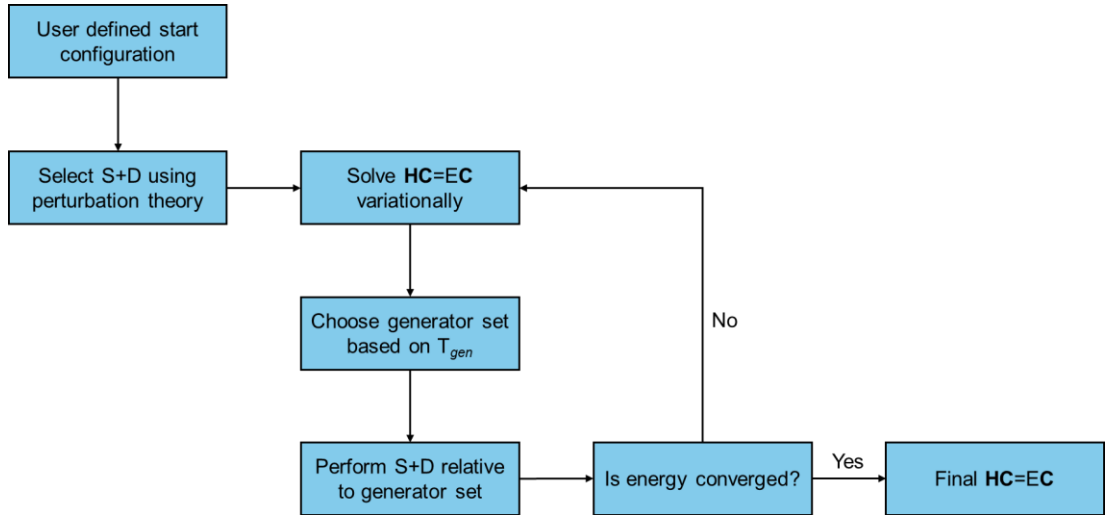 User defined start
configuration
Select S+D using
perturbation theory
Solve HC=EC
variationally
Choose generator set
based on Tgen
No
Perform S+D relative
to generator set
Is energy converged?
Yes
Final HC=EC